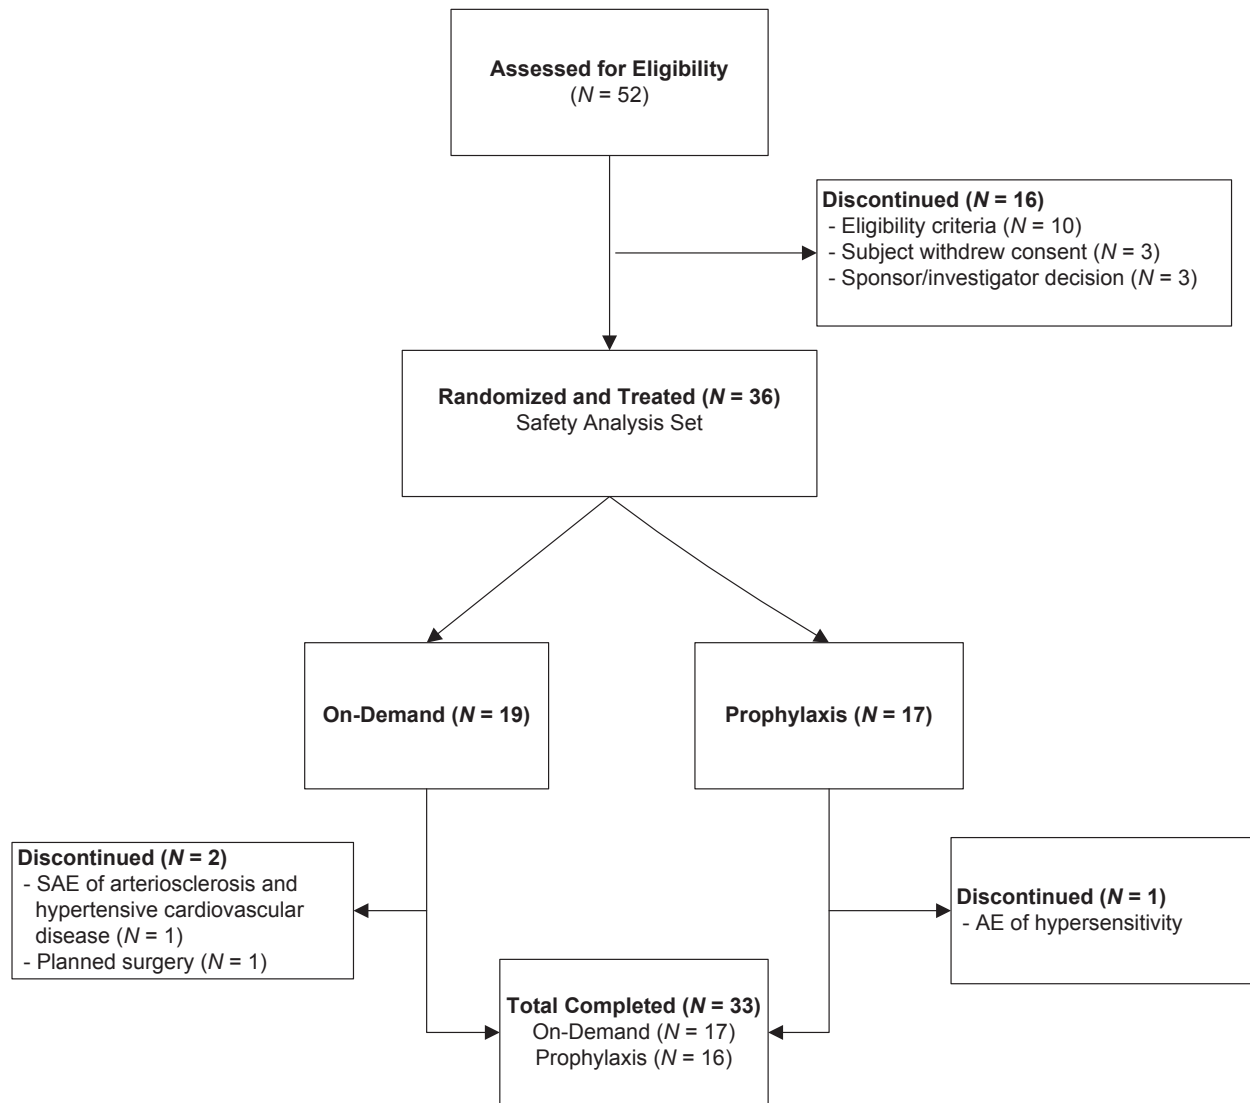 Assessed for Eligibility
(N = 52)
Discontinued (N = 16)
- Eligibility criteria (N = 10)
- Subject withdrew consent (N = 3)
- Sponsor/investigator decision (N = 3)
Randomized and Treated (N = 36)
Safety Analysis Set
On-Demand (N = 19)
Prophylaxis (N = 17)
Discontinued (N = 2)
- SAE of arteriosclerosis and
hypertensive cardiovascular
disease (N = 1)
- Planned surgery (N = 1)
Discontinued (N = 1)
- AE of hypersensitivity
Total Completed (N = 33)
On-Demand (N = 17)
Prophylaxis (N = 16)